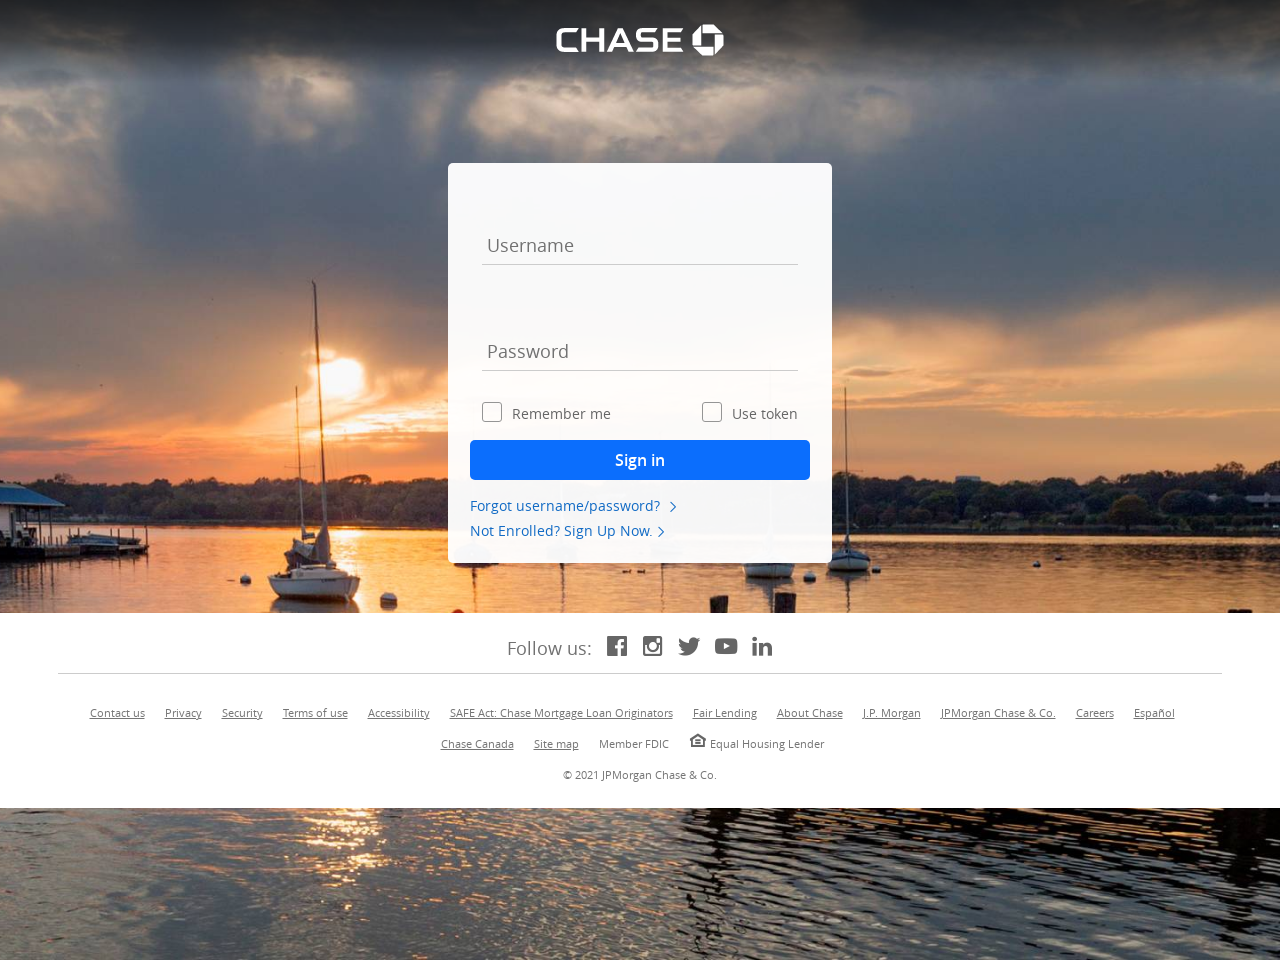 CHASE
Username
Password
Remember me Use token
Sign in
Forgot username/password?
Not Enrolled? Sign Up Now.
Follow us:
Contact us Privacy Security Terms of use Accessibility SAFE Act: Chase Mortgage Loan Originators Fair Lending About Chase J.P. Morgan JPMorgan Chase & Co. Careers Español
Chase Canada Site map Member FDIC Equal Housing Lender
© 2021 JPMorgan Chase & Co.